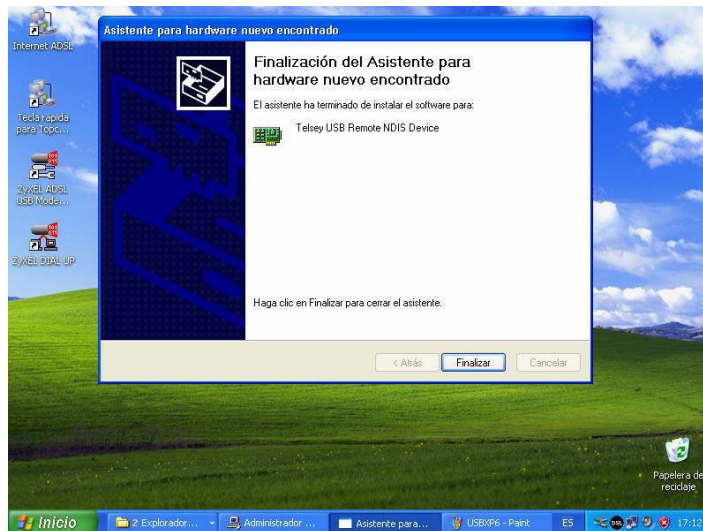 Internet ADSL
Tecla rápida
para Topc...
ZyXEL ADSL
USB Mode...
ZyXEL DIAL UP
Asistente para hardware nuevo encontrado
Finalización del Asistente para
hardware nuevo encontrado
El asistente ha terminado de instalar el software para:
Telsey USB Remote NDIS Device
Haga clic en Finalizar para cerrar el asistente.
< Atrás
Finalizar
Cancelar
Papelera de
reciclaje
Inicio
2 Explorador...
Administrador ...
Asistente para...
USBXP6 - Paint
ES
17:12